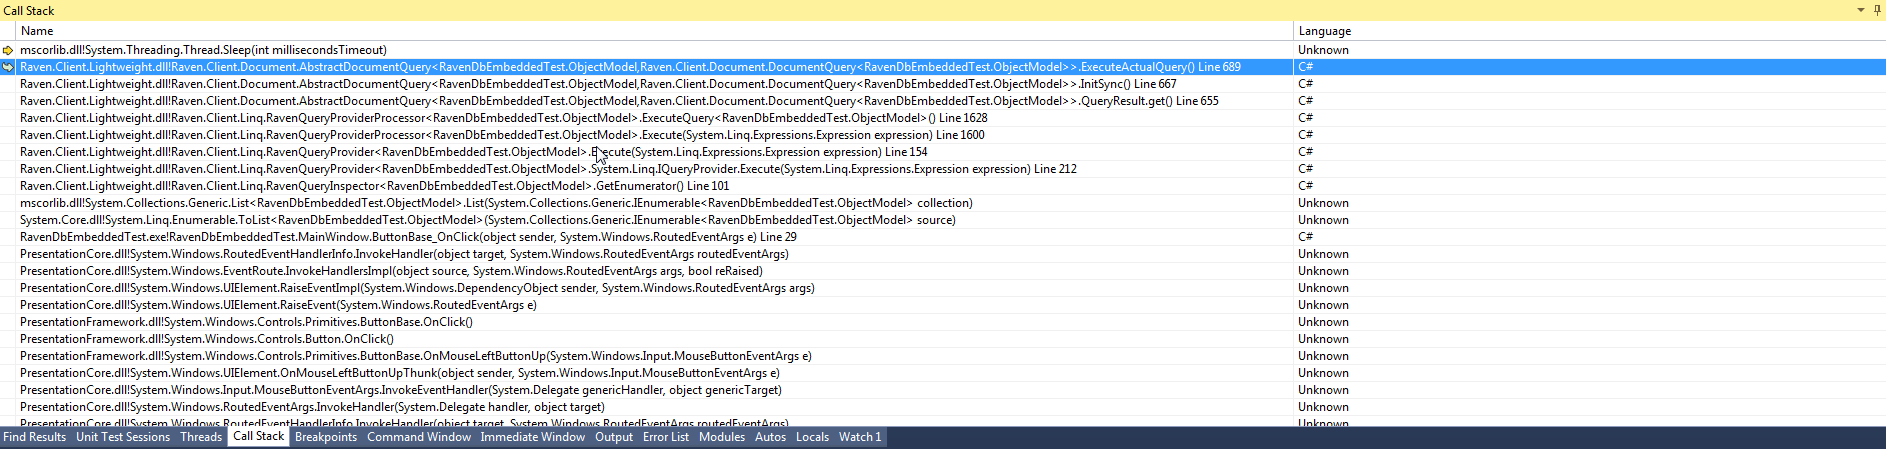 Call Stack
Name Language
mscorlib.dll!System.Threading.Thread.Sleep(int millisecondsTimeout) Unknown
Raven.Client.Lightweight.dll!Raven.Client.Document.AbstractDocumentQuery<RavenDbEmbeddedTest.ObjectModel,Raven.Client.Document.DocumentQuery<RavenDbEmbeddedTest.ObjectModel>>.ExecuteActualQuery() Line 689 C#
Raven.Client.Lightweight.dll!Raven.Client.Document.AbstractDocumentQuery<RavenDbEmbeddedTest.ObjectModel,Raven.Client.Document.DocumentQuery<RavenDbEmbeddedTest.ObjectModel>>.InitSync() Line 667 C#
Raven.Client.Lightweight.dll!Raven.Client.Document.AbstractDocumentQuery<RavenDbEmbeddedTest.ObjectModel,Raven.Client.Document.DocumentQuery<RavenDbEmbeddedTest.ObjectModel>>.QueryResult.get() Line 655 C#
Raven.Client.Lightweight.dll!Raven.Client.Linq.RavenQueryProviderProcessor<RavenDbEmbeddedTest.ObjectModel>.ExecuteQuery<RavenDbEmbeddedTest.ObjectModel>() Line 1628 C#
Raven.Client.Lightweight.dll!Raven.Client.Linq.RavenQueryProviderProcessor<RavenDbEmbeddedTest.ObjectModel>.Execute(System.Linq.Expressions.Expression expression) Line 1600 C#
Raven.Client.Lightweight.dll!Raven.Client.Linq.RavenQueryProvider<RavenDbEmbeddedTest.ObjectModel>.Execute(System.Linq.Expressions.Expression expression) Line 154 C#
Raven.Client.Lightweight.dll!Raven.Client.Linq.RavenQueryProvider<RavenDbEmbeddedTest.ObjectModel>.System.Linq.IQueryProvider.Execute(System.Linq.Expressions.Expression expression) Line 212 C#
Raven.Client.Lightweight.dll!Raven.Client.Linq.RavenQueryInspector<RavenDbEmbeddedTest.ObjectModel>.GetEnumerator() Line 101 C#
mscorlib.dll!System.Collections.Generic.List<RavenDbEmbeddedTest.ObjectModel>.List(System.Collections.Generic.IEnumerable<RavenDbEmbeddedTest.ObjectModel> collection) Unknown
System.Core.dll!System.Linq.Enumerable.ToList<RavenDbEmbeddedTest.ObjectModel>(System.Collections.Generic.IEnumerable<RavenDbEmbeddedTest.ObjectModel> source) Unknown
RavenDbEmbeddedTest.exe!RavenDbEmbeddedTest.MainWindow.ButtonBase_OnClick(object sender, System.Windows.RoutedEventArgs e) Line 29 C#
PresentationCore.dll!System.Windows.RoutedEventHandlerInfo.InvokeHandler(object target, System.Windows.RoutedEventArgs routedEventArgs) Unknown
PresentationCore.dll!System.Windows.EventRoute.InvokeHandlersImpl(object source, System.Windows.RoutedEventArgs args, bool reRaised) Unknown
PresentationCore.dll!System.Windows.UIElement.RaiseEventImpl(System.Windows.DependencyObject sender, System.Windows.RoutedEventArgs args) Unknown
PresentationCore.dll!System.Windows.UIElement.RaiseEvent(System.Windows.RoutedEventArgs e) Unknown
PresentationFramework.dll!System.Windows.Controls.Primitives.ButtonBase.OnClick() Unknown
PresentationFramework.dll!System.Windows.Controls.Button.OnClick() Unknown
PresentationFramework.dll!System.Windows.Controls.Primitives.ButtonBase.OnMouseLeftButtonUp(System.Windows.Input.MouseButtonEventArgs e) Unknown
PresentationCore.dll!System.Windows.UIElement.OnMouseLeftButtonUpThunk(object sender, System.Windows.Input.MouseButtonEventArgs e) Unknown
PresentationCore.dll!System.Windows.Input.MouseButtonEventArgs.InvokeEventHandler(System.Delegate genericHandler, object genericTarget) Unknown
PresentationCore.dll!System.Windows.RoutedEventArgs.InvokeHandler(System.Delegate handler, object target) Unknown
PresentationCore.dll!System.Windows.RoutedEventHandlerInfo.InvokeHandler(object target, System.Windows.RoutedEventArgs routedEventArgs) Unknown
Find Results Unit Test Sessions Threads Call Stack Breakpoints Command Window Immediate Window Output Error List Modules Autos Locals Watch 1